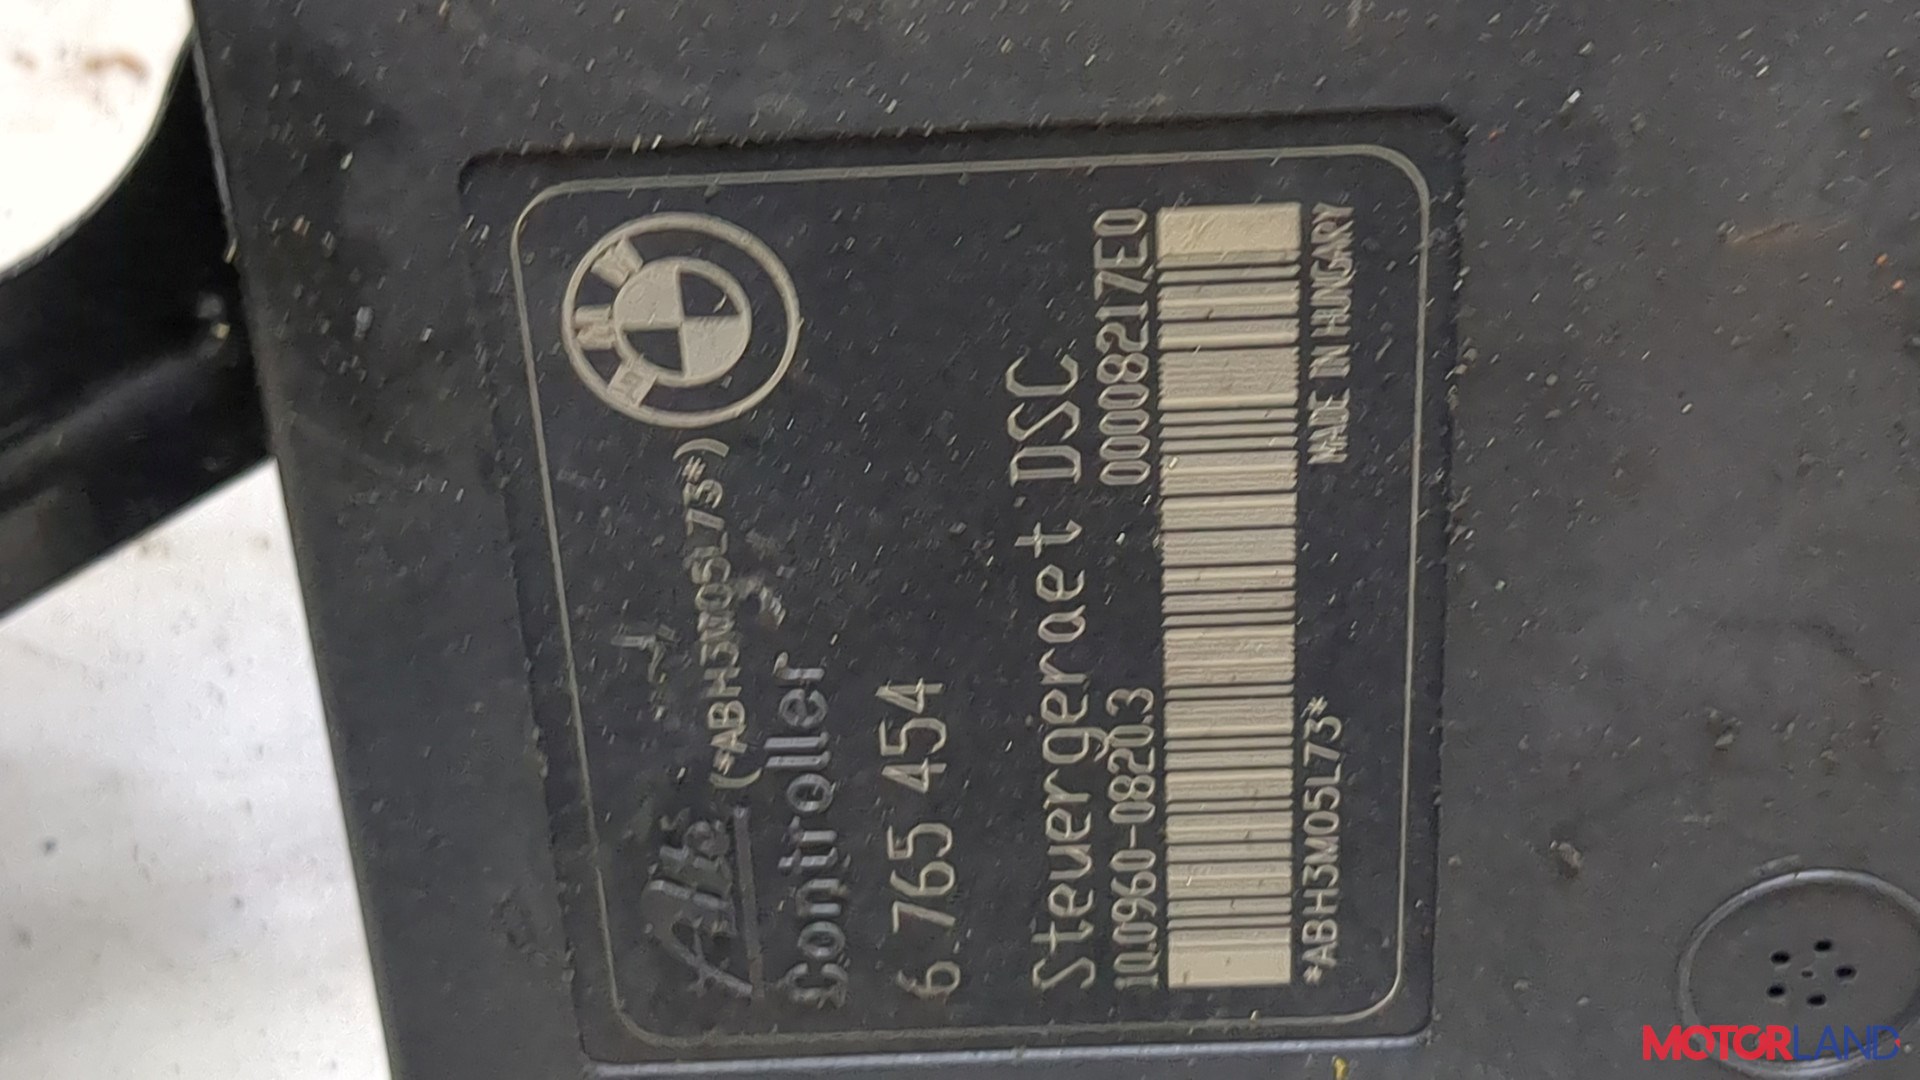 BMW
Ate
(*ABH3M05L73*)
Controller
6 765 454
Steuergeraet DSC
10.0960-0820.3 00008217E0
*ABH3M05L73*
MADE IN HUNGARY
MOTORLAND